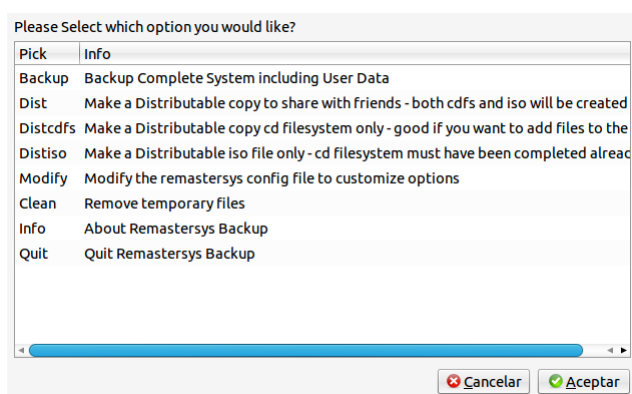 Please Select which option you would like?
Pick Info
Backup Backup Complete System including User Data
Dist Make a Distributable copy to share with friends - both cdfs and iso will be created
Distcdfs Make a Distributable copy cd filesystem only - good if you want to add files to the
Distiso Make a Distributable iso file only - cd filesystem must have been completed alreac
Modify Modify the remastersys config file to customize options
Clean Remove temporary files
Info About Remastersys Backup
Quit Quit Remastersys Backup
Cancelar Aceptar